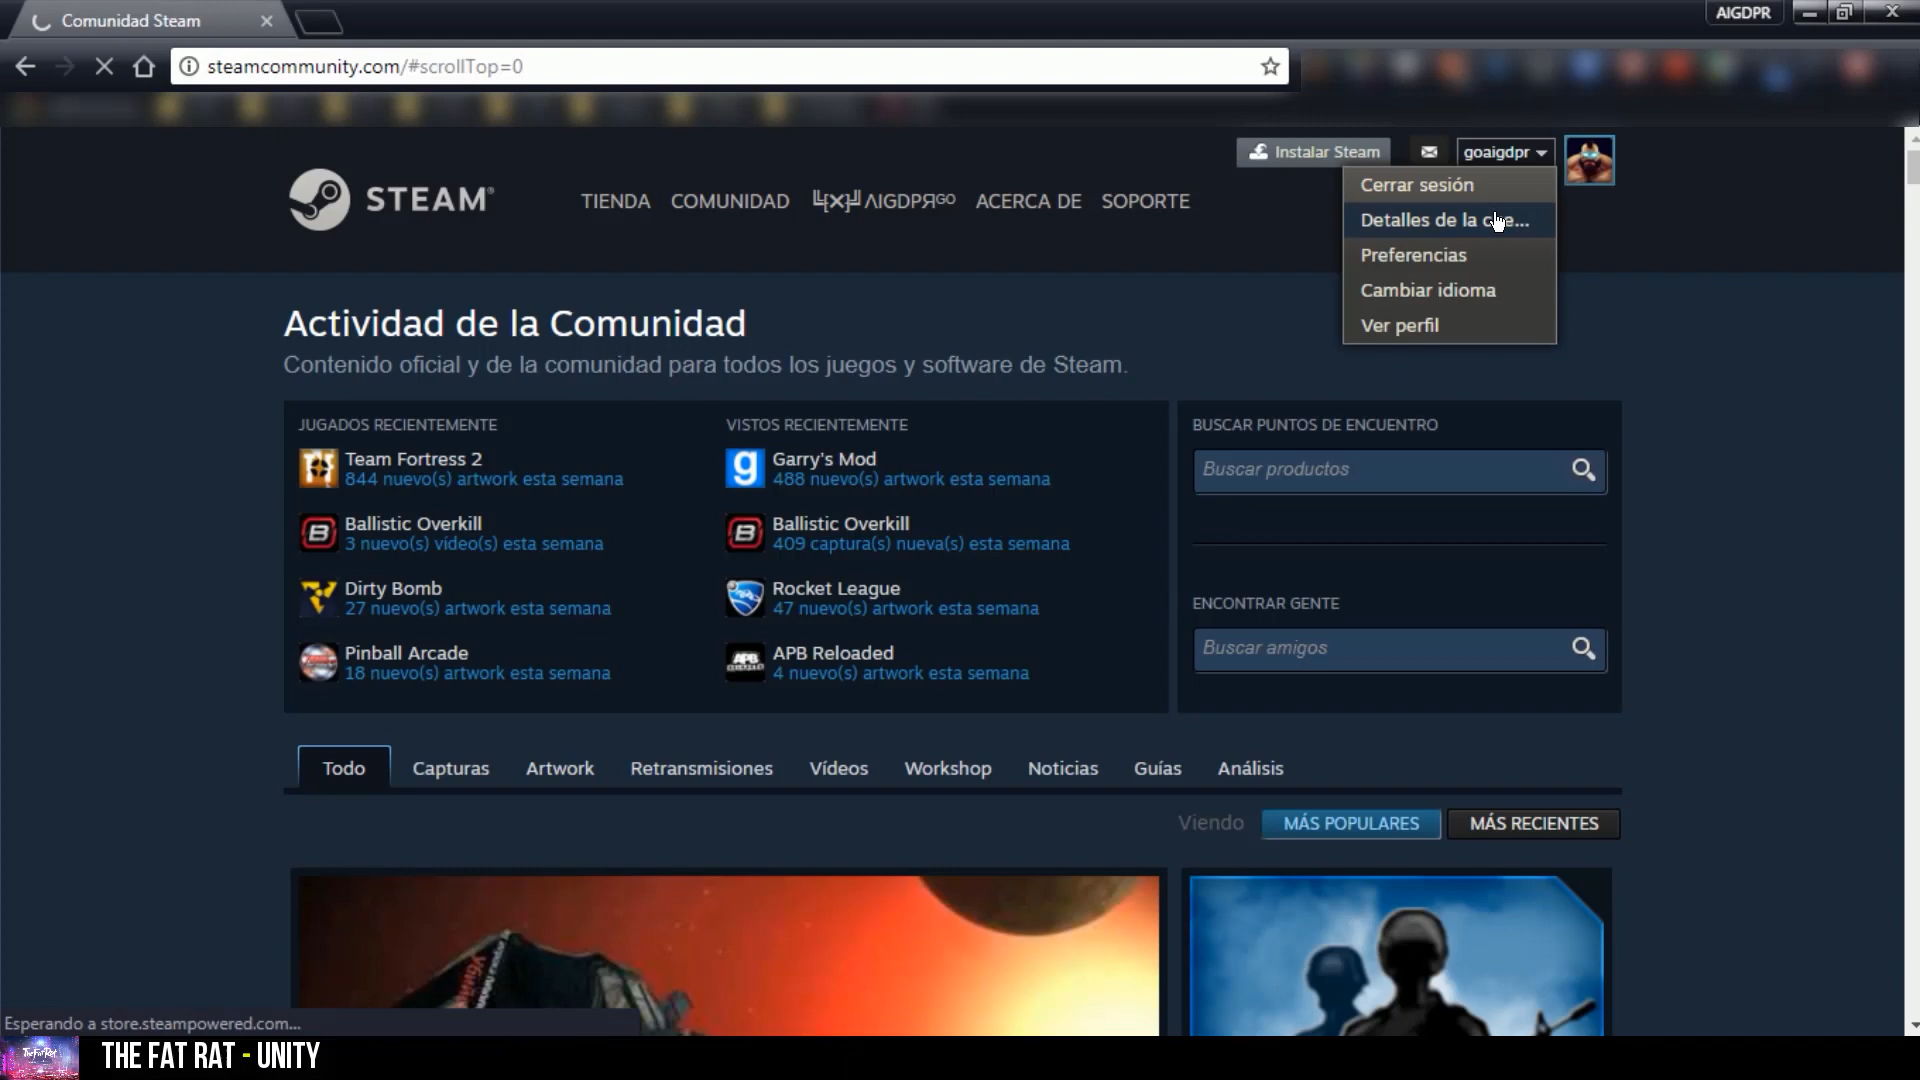 Comunidad Steam
AIGDPR
steamcommunity.com/#scrollTop=0
Instalar Steam
goaigdpr
STEAM®
TIENDA
COMUNIDAD
╚[×]╝ΛIGDPЯGO
ACERCA DE
SOPORTE
Cerrar sesión
Detalles de la
Preferencias
Cambiar idioma
Ver perfil
Actividad de la Comunidad
Contenido oficial y de la comunidad para todos los juegos y software de Steam.
JUGADOS RECIENTEMENTE
Team Fortress 2
844 nuevo(s) artwork esta semana
Ballistic Overkill
3 nuevo(s) vídeo(s) esta semana
Dirty Bomb
27 nuevo(s) artwork esta semana
Pinball Arcade
18 nuevo(s) artwork esta semana
VISTOS RECIENTEMENTE
Garry's Mod
488 nuevo(s) artwork esta semana
Ballistic Overkill
409 captura(s) nueva(s) esta semana
Rocket League
47 nuevo(s) artwork esta semana
APB Reloaded
4 nuevo(s) artwork esta semana
BUSCAR PUNTOS DE ENCUENTRO
Buscar productos
ENCONTRAR GENTE
Buscar amigos
Todo
Capturas
Artwork
Retransmisiones
Vídeos
Workshop
Noticias
Guías
Análisis
Viendo
MÁS POPULARES
MÁS RECIENTES
Esperando a store.steampowered.com...
THE FAT RAT - UNITY